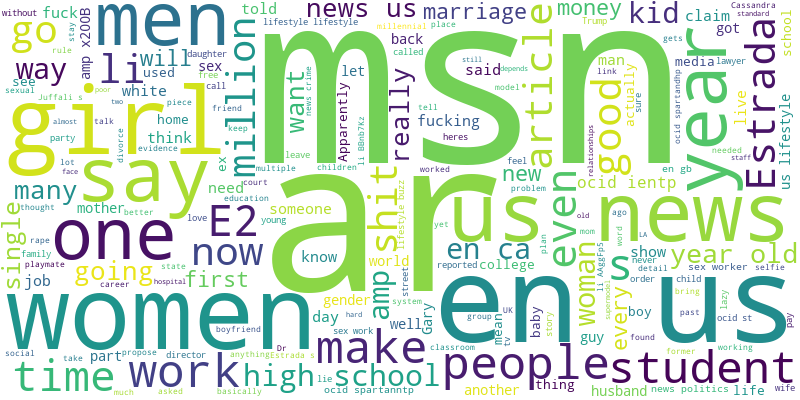 without fuck men news us marriage money kid claim Cassandra standard
amp x200B told lifestyle lifestyle millennial place Trump got
go million back called gets school
way li will sex want let really said article good man media lawyer year
see used daughter free link Estrada
sexual Juffali s white call msn fucking actually sure live
girl home friend model
party think piece tell heres
almost two talk keep Apparently
poor divorce evidence ex multiple leave li BBnb7Kz relationships ocid spartandhp
say children worked feel new needed staff us lifestyle
lot face many need court education shit even problem ocid ientp en gb
mother better someone ar us news
single thought one E2 love young lifestyle buzz yet old ago show year old
rape now know world en ca plan mom word LA never detail
family playmate state street college woman s li AAggEp5 sex worker selfie
going first amp reported every supermodel order child bring
job career hospital gender system Gary group UK boy lazy past ocid st
women boyfriend day hard well mean tv baby story guy en us found pay
social take part propose director sex work make people classroom thing student former working
time work anything Dr Estrada s high school husband news politics life wife
much asked basically lie ocid spartanntp another depends news crime rule stay